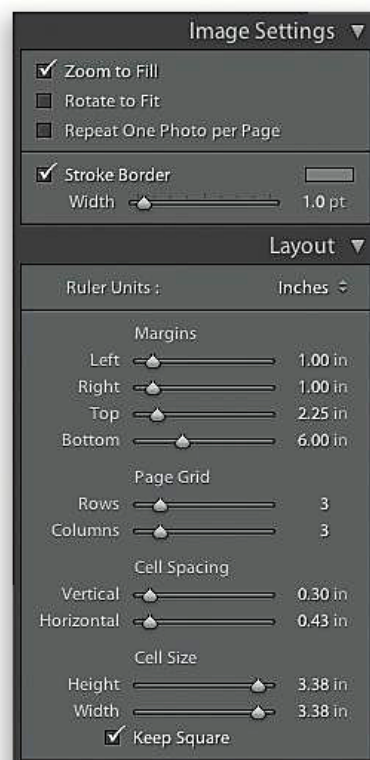 Image Settings ▼
Zoom to Fill
Rotate to Fit
Repeat One Photo per Page
Stroke Border
Width 1.0 pt
Layout ▼
Ruler Units : Inches
Margins
Left 1.00 in
Right 1.00 in
Top 2.25 in
Bottom 6.00 in
Page Grid
Rows 3
Columns 3
Cell Spacing
Vertical 0.30 in
Horizontal 0.43 in
Cell Size
Height 3.38 in
Width 3.38 in
Keep Square